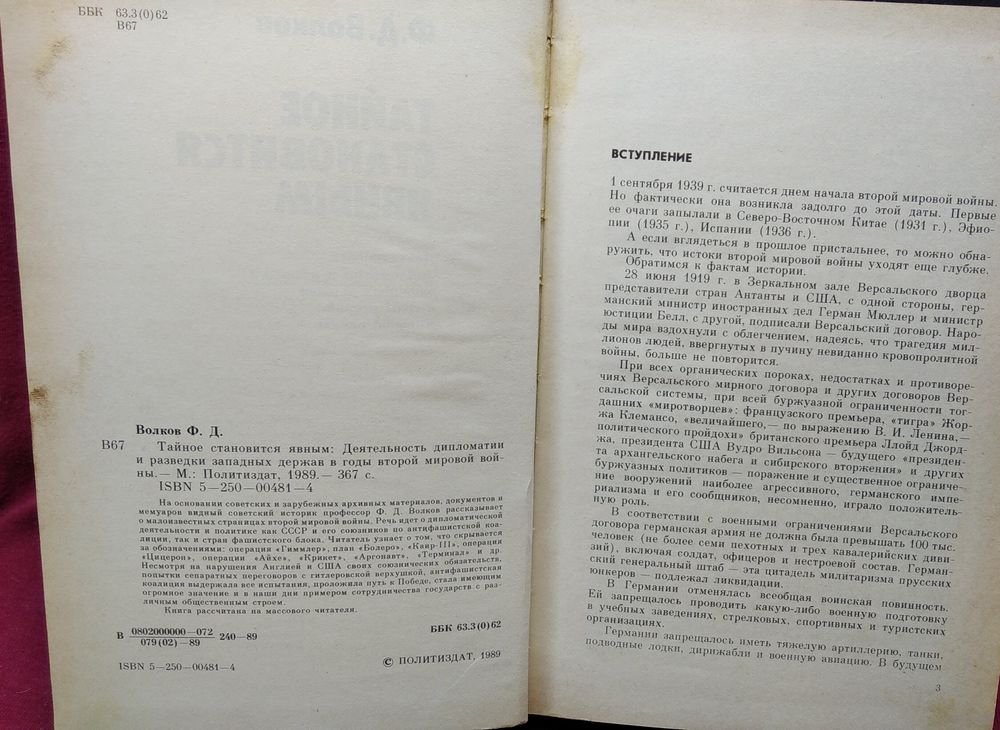 ББК 63.3(0)62
В67
Волков Ф. Д.
В67 Тайное становится явным: Деятельность дипломатии
и разведки западных держав в годы второй мировой вой-
ны.— М.: Политиздат, 1989.— 367 с.
ISBN 5—250—00481—4
На основании советских и зарубежных архивных материалов, документов и
мемуаров видный советский историк профессор Ф. Д. Волков рассказывает
о малоизвестных страницах второй мировой войны. Речь идет о дипломатической
деятельности и политике как СССР и его союзников по антифашистской коа-
лиции, так и стран фашистского блока. Читатель узнает о том, что скрывается
за обозначениями: операция «Гиммлер», план «Болеро», «Каир-III», операция
«Цицерон», операции «Айхе», «Крикет», «Аргонавт», «Терминал» и др.
Несмотря на нарушения Англией и США своих союзнических обязательств,
попытки сепаратных переговоров с гитлеровской верхушкой, антифашистская
коалиция выдержала все испытания, проложила путь к Победе, стала имеющим
огромное значение и в наши дни примером сотрудничества государств с раз-
личным общественным строем.
Книга рассчитана на массового читателя.
В 0802000000—072 240—89
079(02)—89
ББК 63.3(0)62
ISBN 5—250—00481—4
© ПОЛИТИЗДАТ, 1989
ВСТУПЛЕНИЕ
1 сентября 1939 г. считается днем начала второй мировой войны.
Но фактически она возникла задолго до этой даты. Первые
ее очаги запылали в Северо-Восточном Китае (1931 г.), Эфио-
пии (1935 г.), Испании (1936 г.).
А если вглядеться в прошлое пристальнее, то можно обна-
ружить, что истоки второй мировой войны уходят еще глубже.
Обратимся к фактам истории.
28 июня 1919 г. в Зеркальном зале Версальского дворца
представители стран Антанты и США, с одной стороны, гер-
манский министр иностранных дел Герман Мюллер и министр
юстиции Белл, с другой, подписали Версальский договор. Наро-
ды мира вздохнули с облегчением, надеясь, что трагедия мил-
лионов людей, ввергнутых в пучину невиданно кровопролитной
войны, больше не повторится.
При всех органических пороках, недостатках и противоре-
чиях Версальского мирного договора и других договоров Вер-
сальской системы, при всей буржуазной ограниченности тог-
дашних «миротворцев»: французского премьера, «тигра» Жор-
жа Клемансо, «величайшего,— по выражению В. И. Ленина,—
политического пройдохи» британского премьера Ллойд Джорд-
жа, президента США Вудро Вильсона — будущего «президен-
та архангельского набега и сибирского вторжения» и других
буржуазных политиков — поражение и существенное ограниче-
ние вооружений наиболее агрессивного, германского импе-
риализма и его сообщников, несомненно, играло положитель-
ную роль.
В соответствии с военными ограничениями Версальского
договора германская армия не должна была превышать 100 тыс.
человек (не более семи пехотных и трех кавалерийских диви-
зий), включая солдат, офицеров и нестроевой состав. Герман-
ский генеральный штаб — эта цитадель милитаризма прусских
юнкеров — подлежал ликвидации.
В Германии отменялась всеобщая воинская повинность.
Ей запрещалось проводить какую-либо военную подготовку
в учебных заведениях, стрелковых, спортивных и туристских
организациях.
Германии запрещалось иметь тяжелую артиллерию, танки,
подводные лодки, дирижабли и военную авиацию. В будущем
3